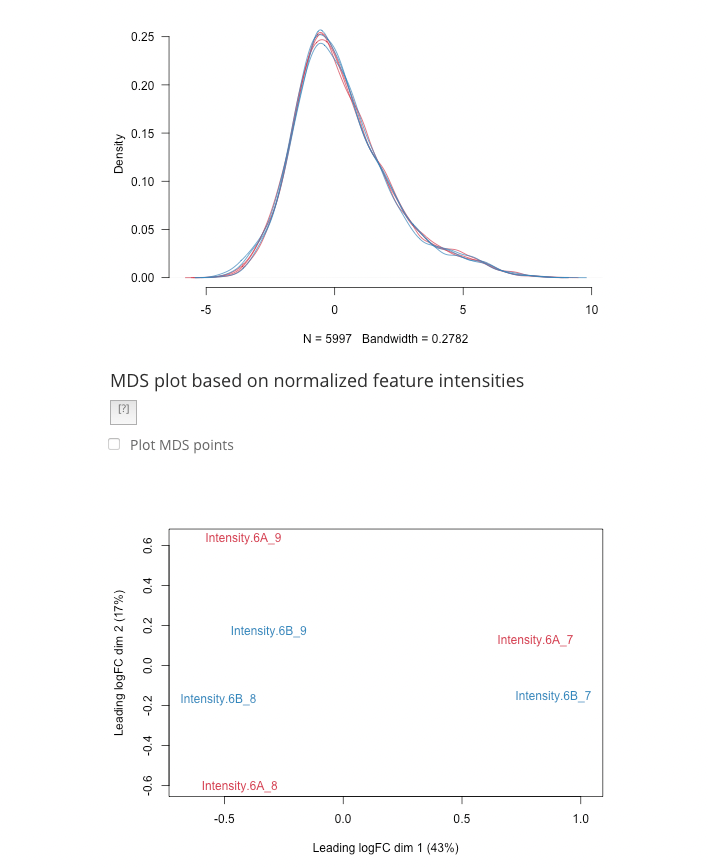 0.25
0.20
0.15
0.10
0.05
0.00
Density
-5 0 5 10
N = 5997 Bandwidth = 0.2782
MDS plot based on normalized feature intensities
[?]
Plot MDS points
0.6
0.4
0.2
0.0
-0.2
-0.4
-0.6
Leading logFC dim 2 (17%)
Intensity.6A_9
Intensity.6B_9
Intensity.6A_7
Intensity.6B_8
Intensity.6B_7
Intensity.6A_8
-0.5 0.0 0.5 1.0
Leading logFC dim 1 (43%)